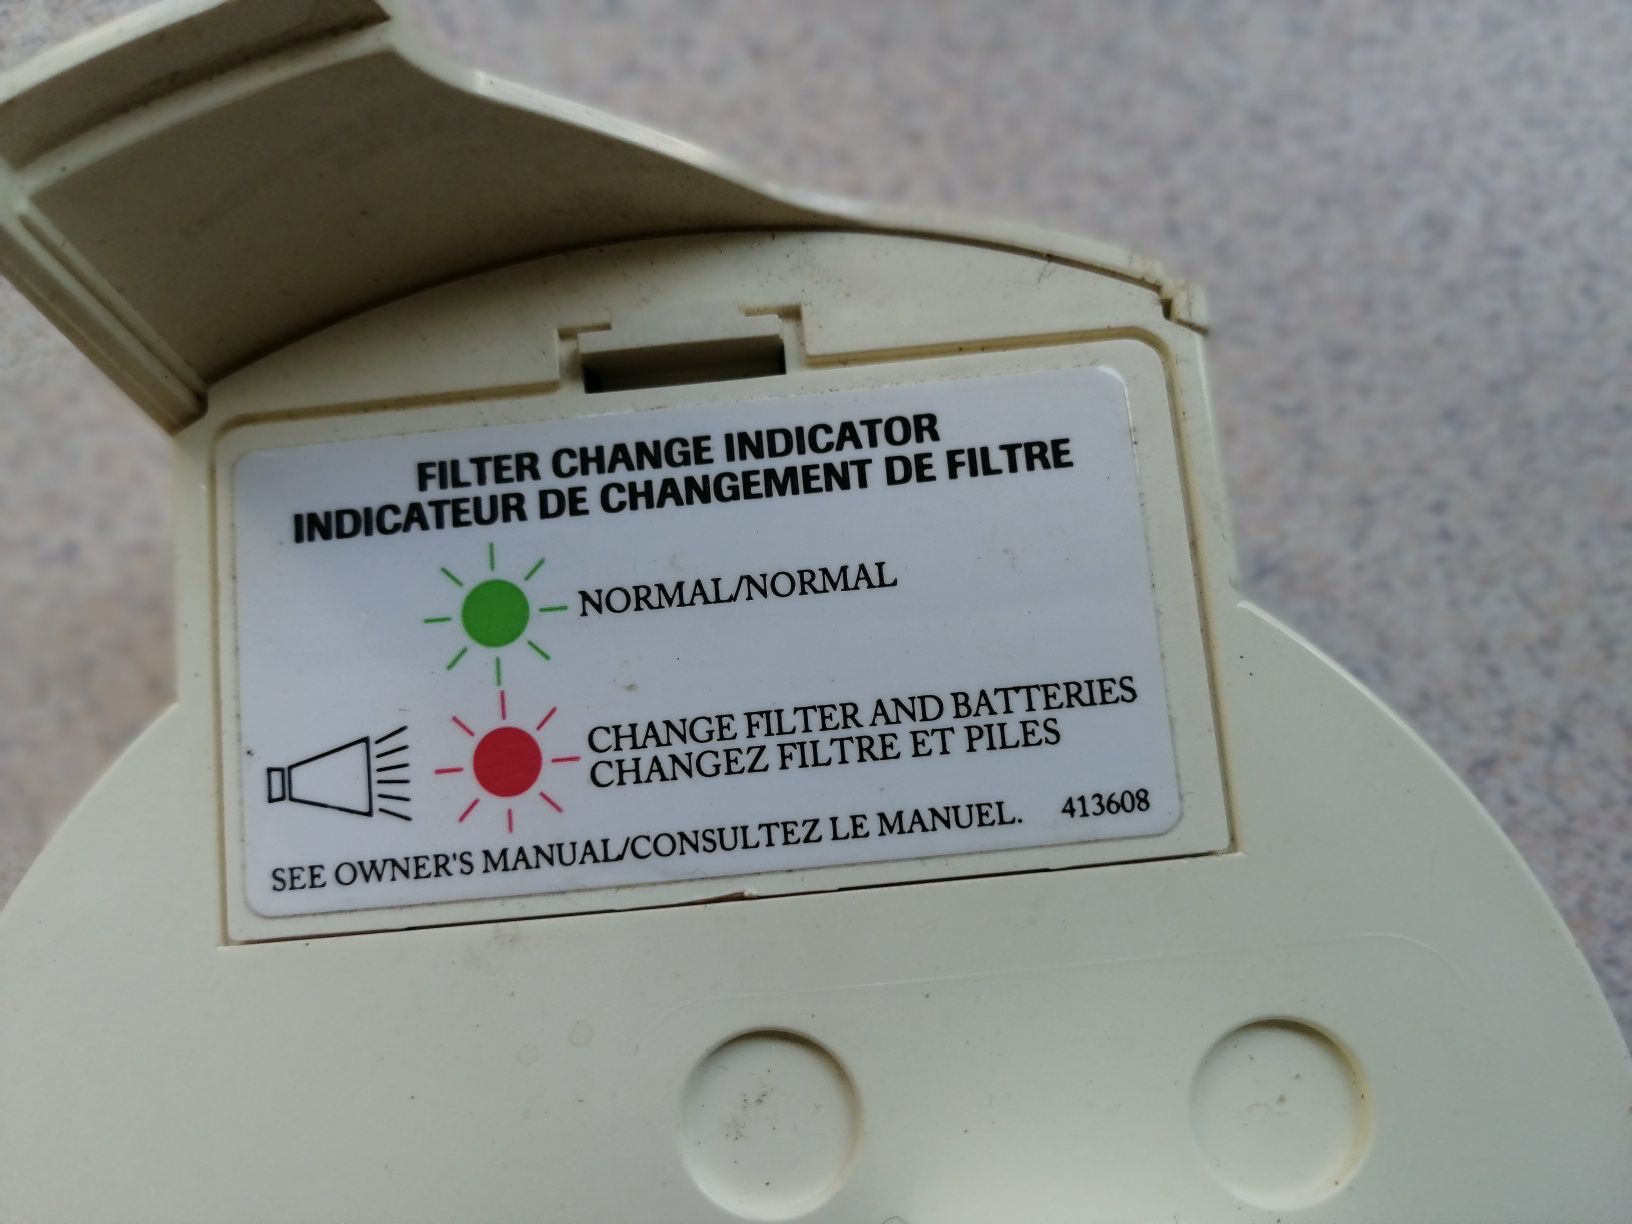 FILTER CHANGE INDICATOR
INDICATEUR DE CHANGEMENT DE FILTRE
NORMAL/NORMAL
CHANGE FILTER AND BATTERIES
CHANGEZ FILTRE ET PILES
SEE OWNER'S MANUAL/CONSULTEZ LE MANUEL. 413608